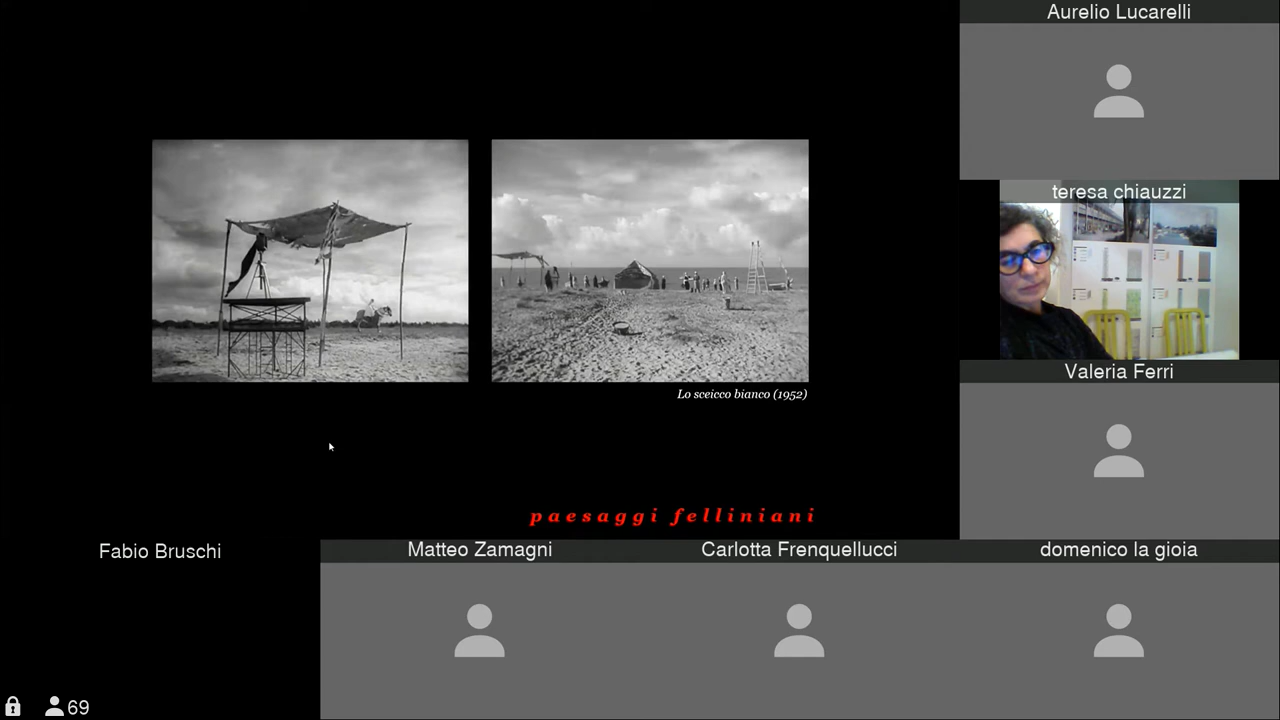 Aurelio Lucarelli
teresa chiauzzi
Lo sceicco bianco (1952)
Valeria Ferri
paesaggi felliniani
Fabio Bruschi
Matteo Zamagni
Carlotta Frenquellucci
domenico la gioia
69